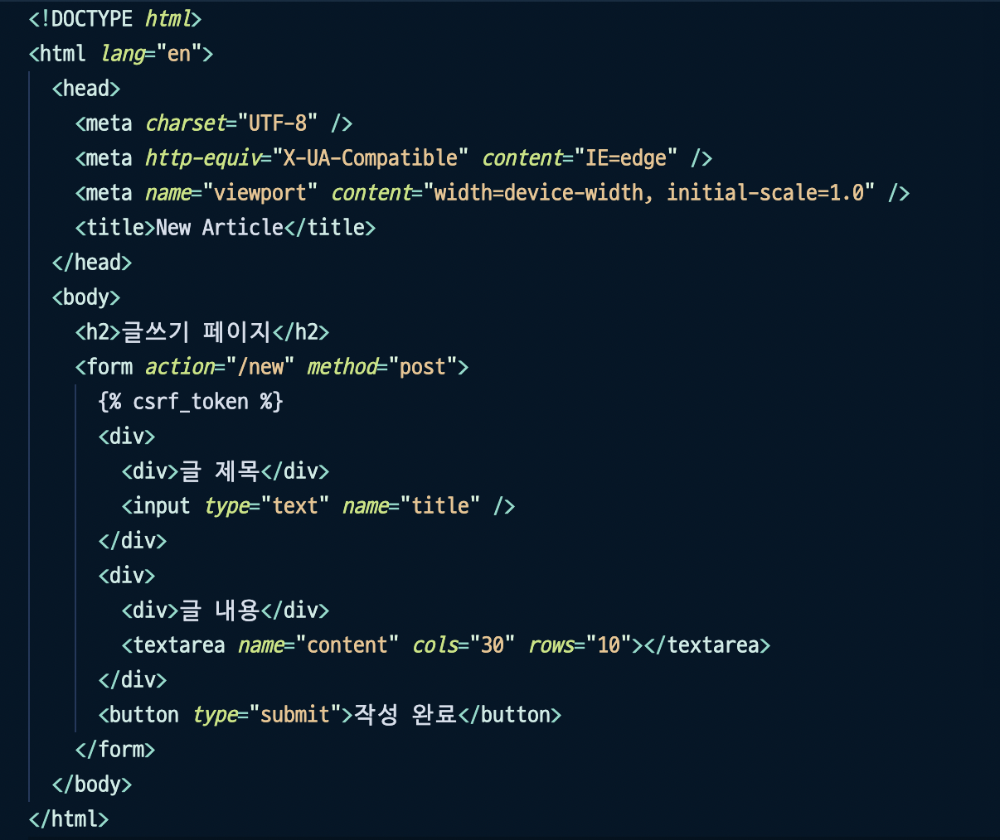 <!DOCTYPE html>
<html lang="en">
<head>
<meta charset="UTF-8" />
<meta http-equiv="X-UA-Compatible" content="IE=edge" />
<meta name="viewport" content="width=device-width, initial-scale=1.0" />
<title>New Article</title>
</head>
<body>
<h2>글쓰기 페이지</h2>
<form action="/new" method="post">
{% csrf_token %}
<div>
<div>글 제목</div>
<input type="text" name="title" />
</div>
<div>
<div>글 내용</div>
<textarea name="content" cols="30" rows="10"></textarea>
</div>
<button type="submit">작성 완료</button>
</form>
</body>
</html>